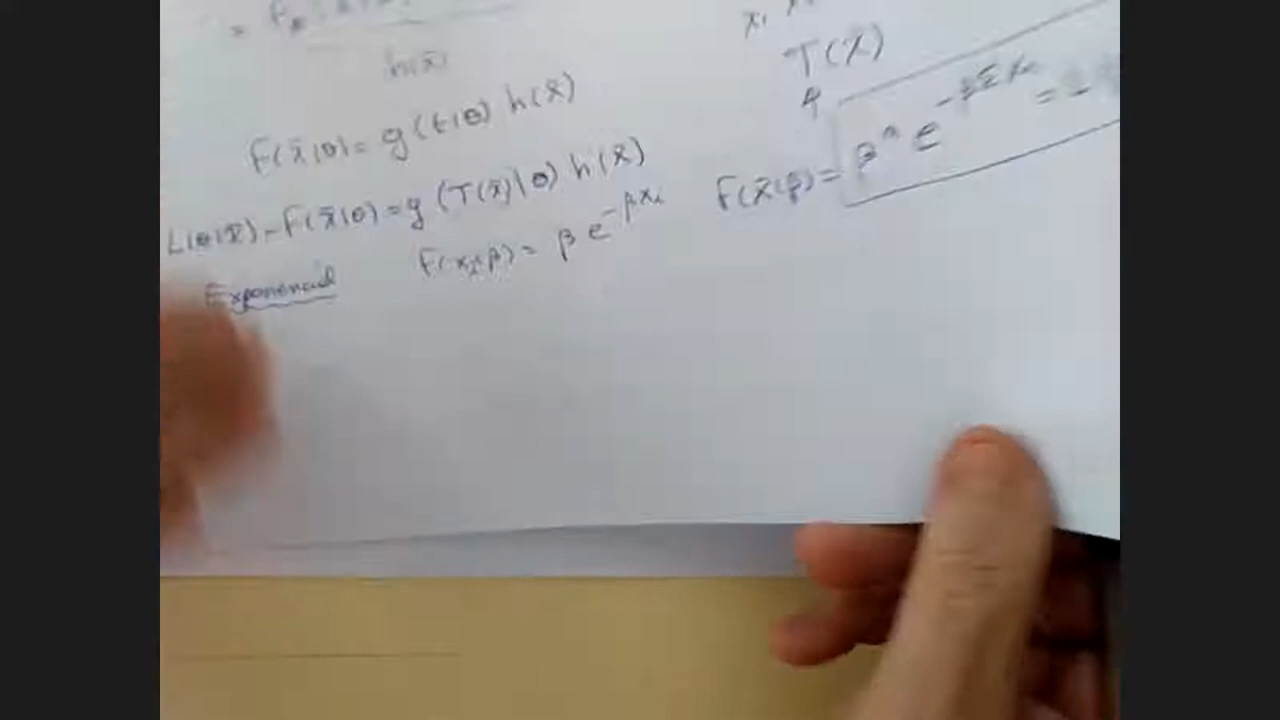 h(x̄)
T(X̄)
f(x̄|θ) = g(t|θ) h(x̄)
L(θ|x̄) = f(x̄|θ) = g(T(x̄)|θ) h(x̄)
f(x̄|β) = βⁿ e^{-βΣxᵢ} =
Exponencial
f(xᵢ|β) = β e^{-βxᵢ}